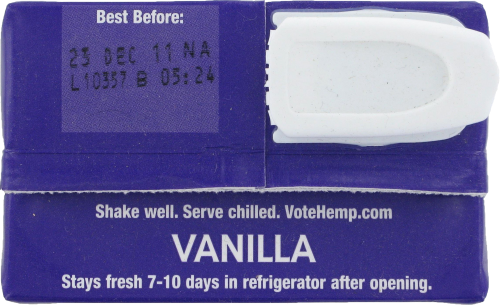 Best Before:
23 DEC 11 NA
L10357 B 05:24
Shake well. Serve chilled. VoteHemp.com
VANILLA
Stays fresh 7-10 days in refrigerator after opening.